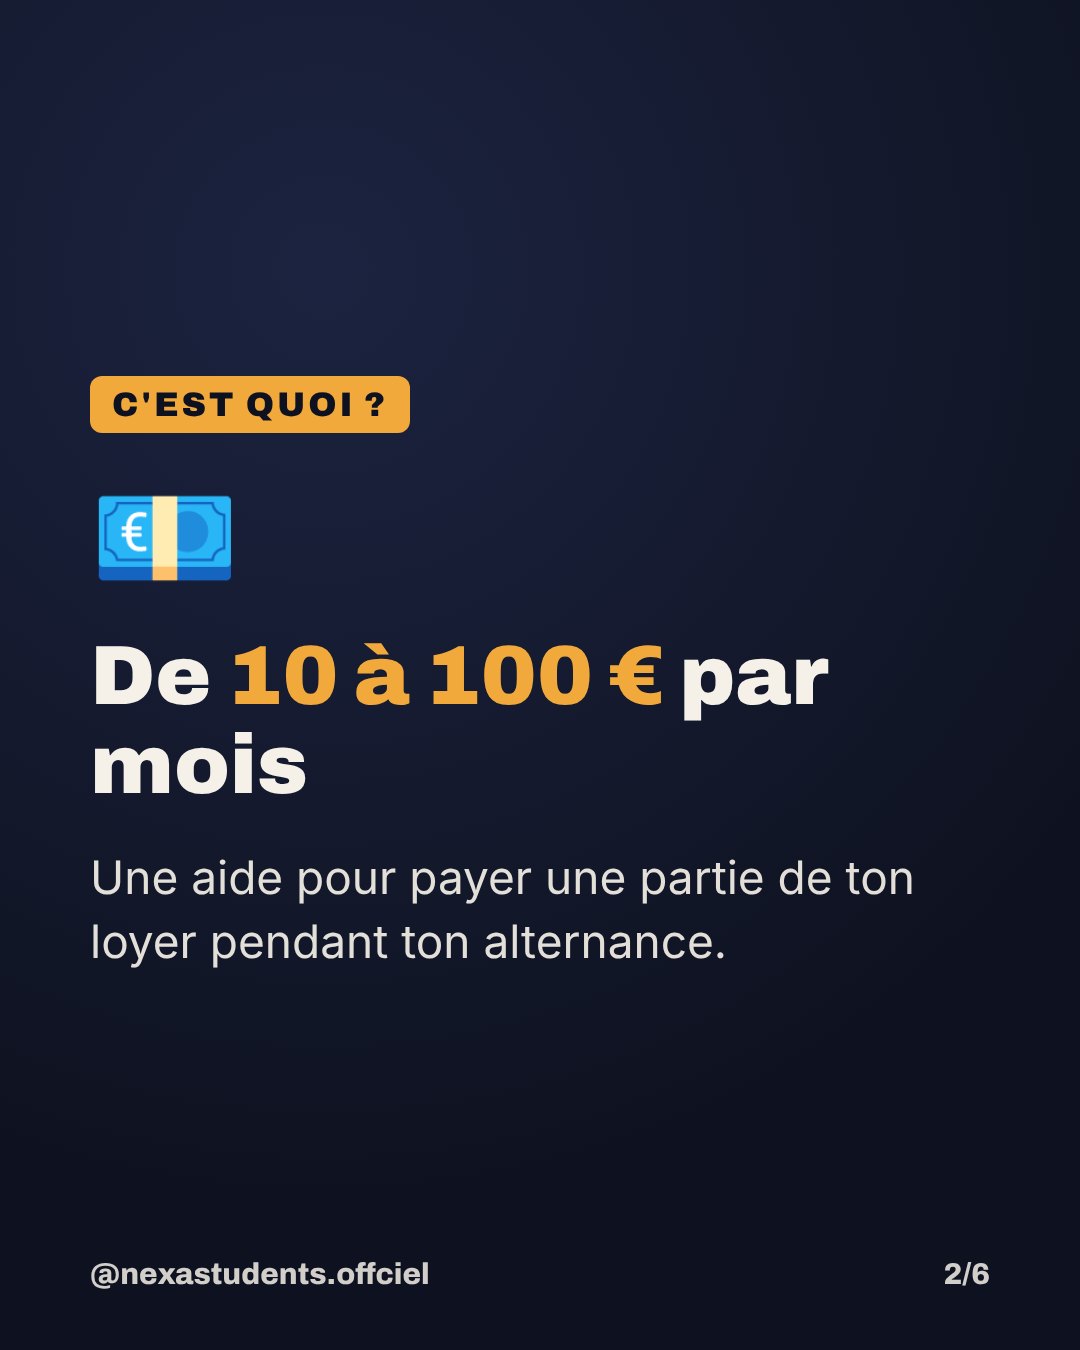 C'EST QUOI ?
€
De 10 à 100 € par
mois
Une aide pour payer une partie de ton
loyer pendant ton alternance.
@nexastudents.offciel
2/6